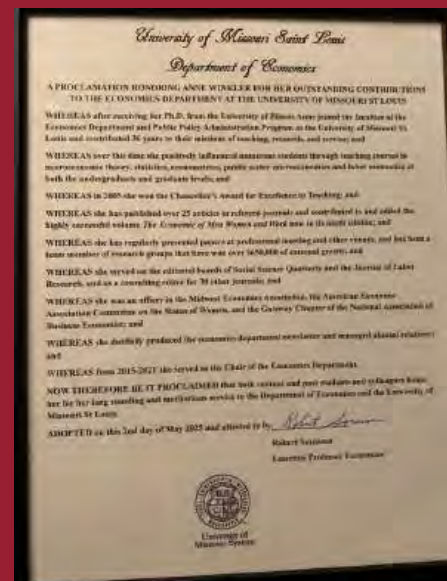 University of Missouri Saint Louis
Department of Economics
A PROCLAMATION HONORING ANNE WINKLER FOR HER OUTSTANDING CONTRIBUTIONS
TO THE ECONOMICS DEPARTMENT AT THE UNIVERSITY OF MISSOURI ST LOUIS
WHEREAS after receiving her Ph.D. from the University of Illinois Anne joined the faculties of the
Economics Department and Public Policy Administration Program at the University of Missouri St.
Louis and contributed 36 years to their missions of teaching, research, and service; and
WHEREAS over this time she positively influenced numerous students through teaching courses in
microeconomic theory, statistics, econometrics, public sector microeconomics and labor economics at
both the undergraduate and graduate levels; and
WHEREAS in 2005 she won the Chancellor's Award for Excellence in Teaching; and
WHEREAS she has published over 25 articles in refereed journals and contributed to and edited the
highly successful volume The Economics of Men Women and Work now in its ninth edition; and
WHEREAS she has regularly presented papers at professional meeting and other venues, and has been a
team member of research groups that have won over $650,000 of external grants; and
WHEREAS she served on the editorial boards of Social Science Quarterly and the Journal of Labor
Research, and as a consulting referee for 30 other journals; and
WHEREAS she was an officer in the Midwest Economics Association, the American Economic
Association Committee on the Status of Women, and the Gateway Chapter of the National Association of
Business Economics; and
WHEREAS she dutifully produced the economics department newsletter and managed alumni relations;
and
WHEREAS from 2015-2021 she served as the Chair of the Economics Department.
NOW THEREFORE BE IT PROCLAIMED that both current and past students and colleagues honor
her for her long standing and meritorious service to the Department of Economics and the University of
Missouri St Louis.
ADOPTED on this 2nd day of May 2025 and attested to by
Robert Sorensen
Emeritus Professor Economics
University of
Missouri System